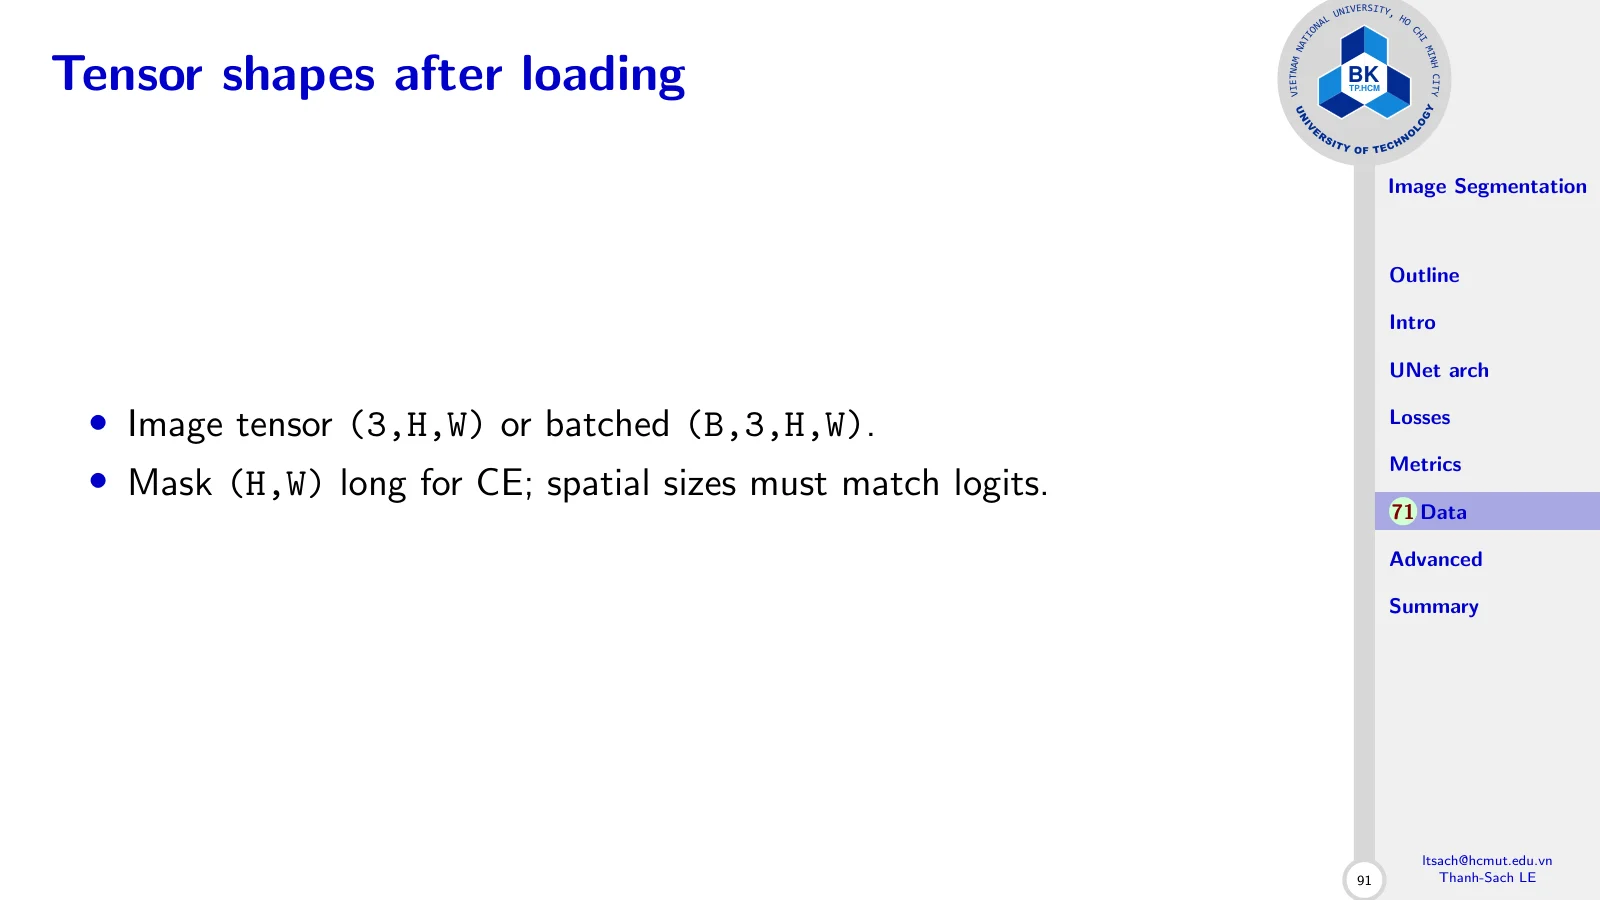 Tensor shapes after loading
VIETNAM NATIONAL UNIVERSITY, HO CHI MINH CITY
BK
TP.HCM
UNIVERSITY OF TECHNOLOGY
Image Segmentation
Outline
Intro
UNet arch
Losses
Metrics
71 Data
Advanced
Summary
• Image tensor (3,H,W) or batched (B,3,H,W).
• Mask (H,W) long for CE; spatial sizes must match logits.
ltsach@hcmut.edu.vn
Thanh-Sach LE
91